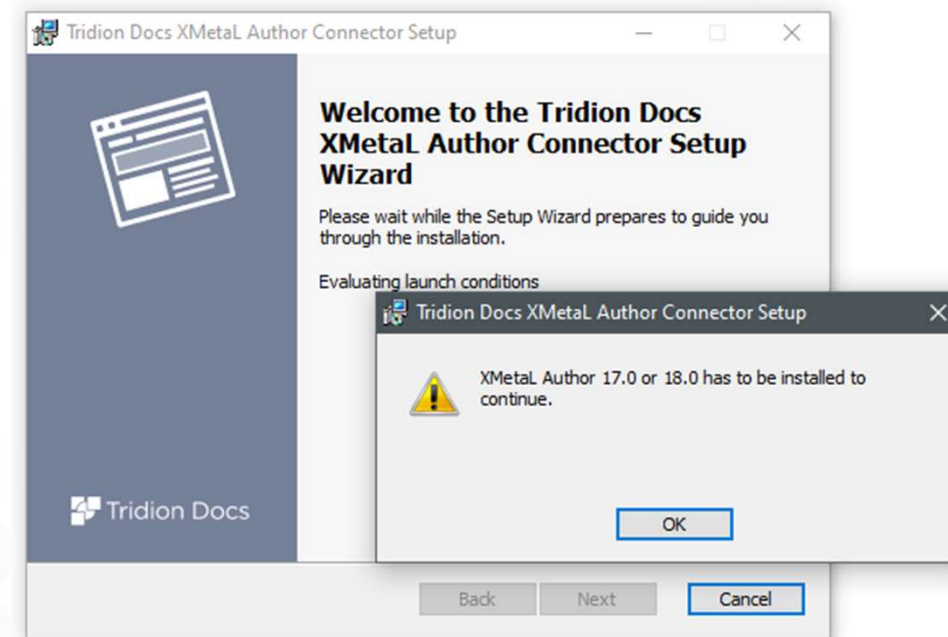 Tridion Docs XMetaL Author Connector Setup
Welcome to the Tridion Docs
XMetaL Author Connector Setup
Wizard
Please wait while the Setup Wizard prepares to guide you
through the installation.
Evaluating launch conditions
Tridion Docs XMetaL Author Connector Setup
XMetaL Author 17.0 or 18.0 has to be installed to
continue.
OK
Tridion Docs
Back
Next
Cancel